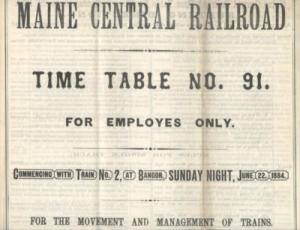 MAINE CENTRAL RAILROAD
TIME TABLE NO. 91.
FOR EMPLOYES ONLY.
COMMENCING WITH TRAIN NO. 2, AT BANGOR, SUNDAY NIGHT, JUNE 22, 1884.
FOR THE MOVEMENT AND MANAGEMENT OF TRAINS.